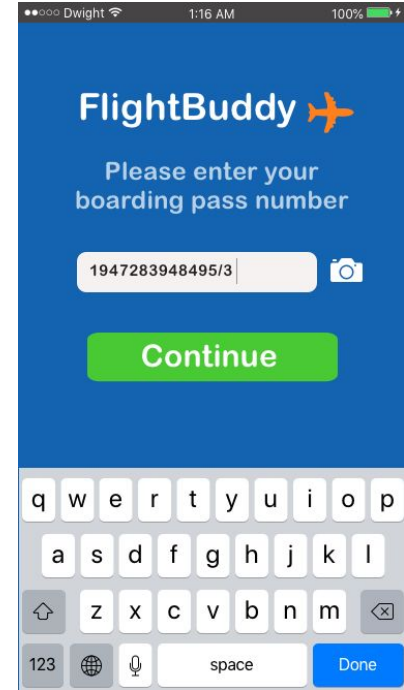 Dwight 1:16 AM 100%
FlightBuddy
Please enter your
boarding pass number
1947283948495/3
Continue
q w e r t y u i o p
a s d f g h j k l
z x c v b n m
123 space Done